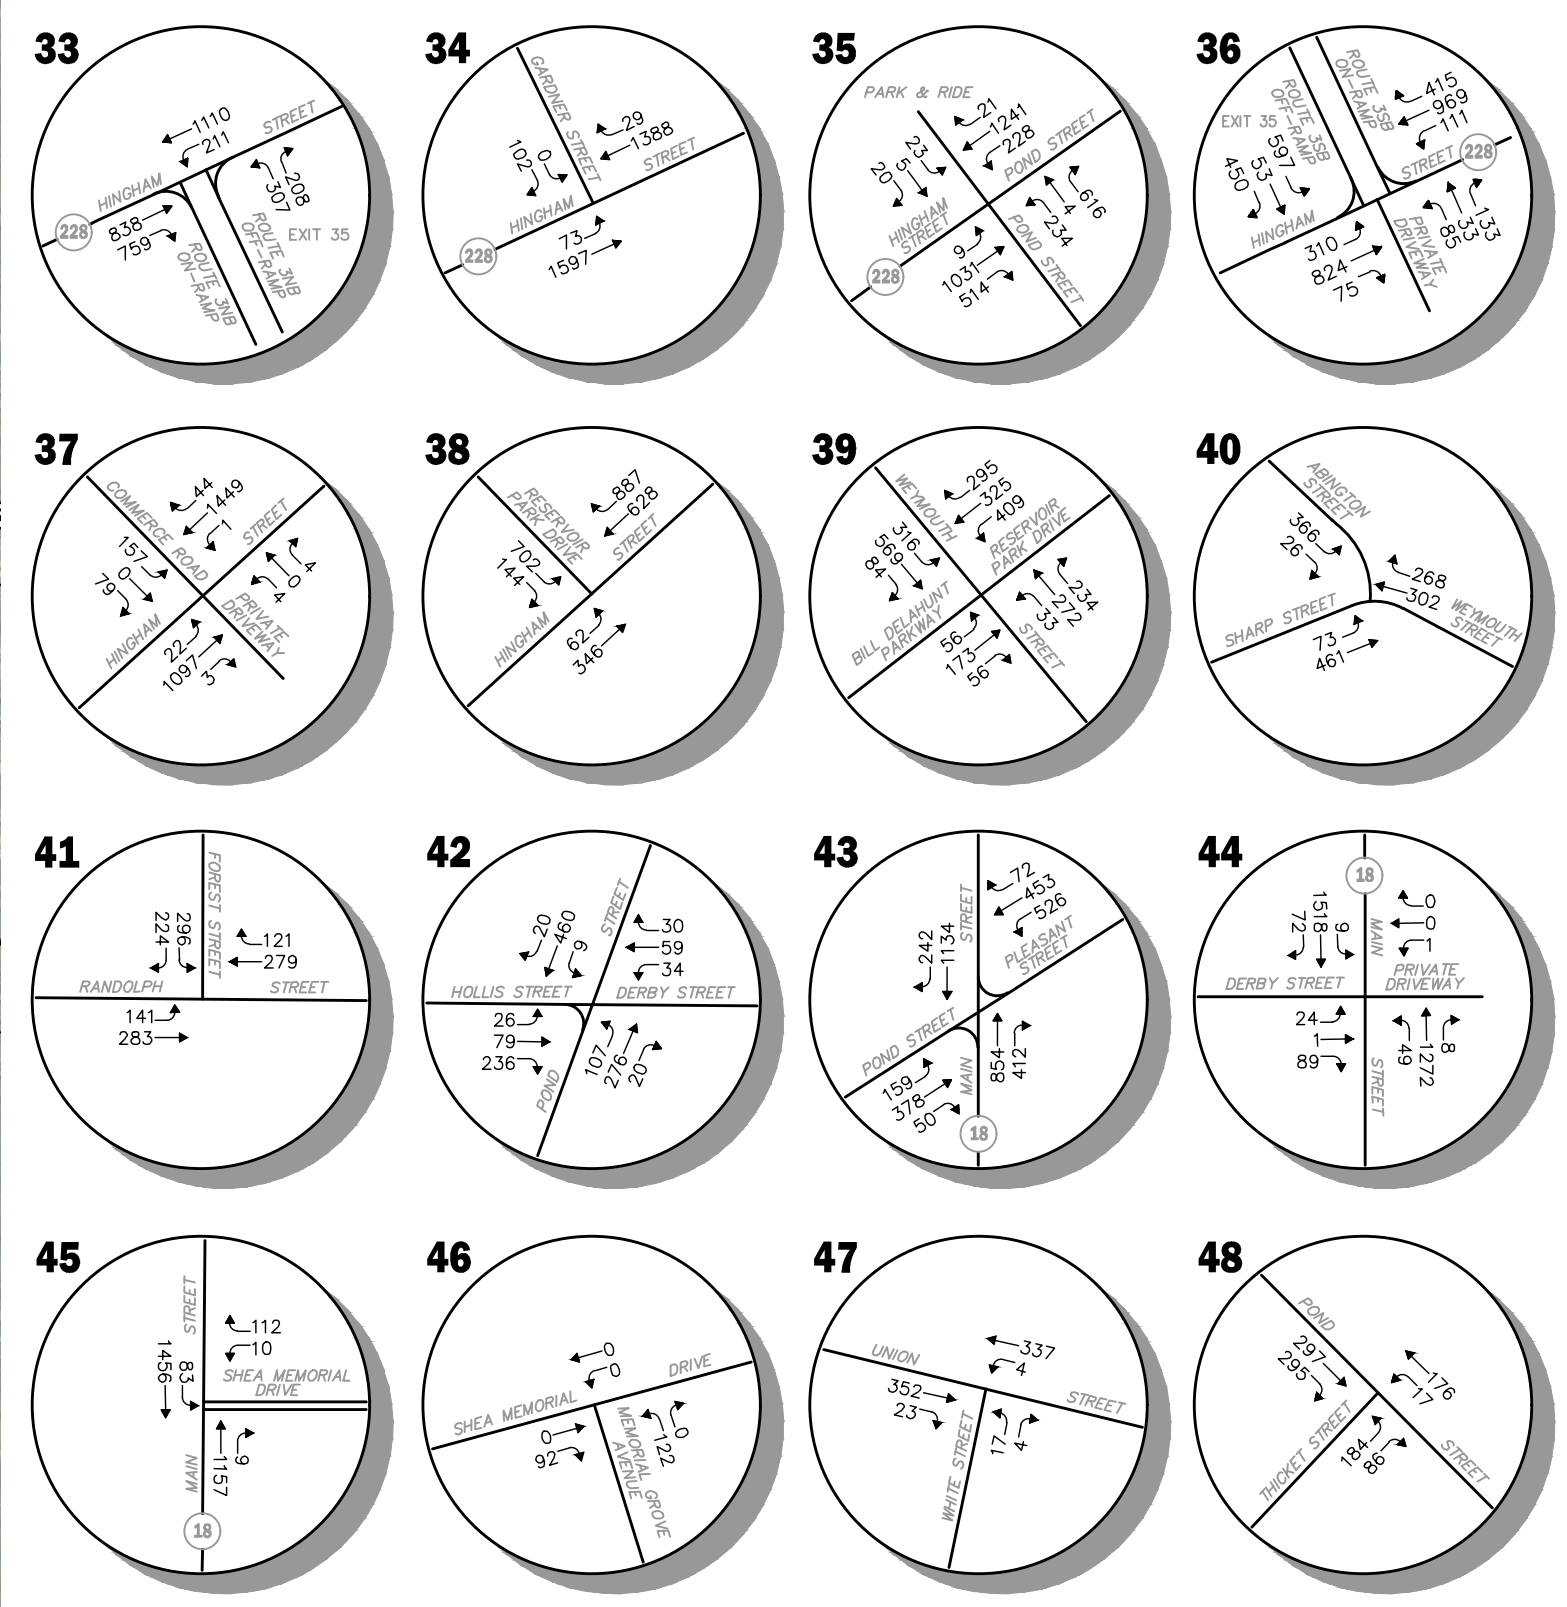 33
1110
211
HINGHAM
STREET
228
838
759
307
208
ROUTE 3NB
ON-RAMP
ROUTE 3NB
OFF-RAMP
EXIT 35
34
GARDNER STREET
29
1388
0
102
HINGHAM
STREET
228
73
1597
35
PARK & RIDE
21
1241
228
POND STREET
23
5
20
616
4
234
HINGHAM
STREET
POND STREET
228
9
1031
514
36
ROUTE 3SB
OFF-RAMP
ROUTE 3SB
ON-RAMP
415
969
111
EXIT 35
597
53
450
STREET
228
HINGHAM
310
824
75
PRIVATE
DRIVEWAY
133
33
85
37
COMMERCE ROAD
44
1449
1
STREET
157
0
79
4
0
4
HINGHAM
PRIVATE
DRIVEWAY
22
1097
3
38
RESERVOIR
PARK DRIVE
887
628
STREET
702
144
HINGHAM
62
346
39
WEYMOUTH
295
325
409
RESERVOIR
PARK DRIVE
316
569
84
234
272
33
BILL DELAHUNT
PARKWAY
STREET
56
173
56
40
ABINGTON
STREET
366
26
268
302
SHARP STREET
WEYMOUTH
STREET
73
461
41
FOREST STREET
296
224
121
279
RANDOLPH
STREET
141
283
42
STREET
20
460
9
30
59
34
HOLLIS STREET
DERBY STREET
26
79
236
107
276
20
POND
43
STREET
72
453
526
242
1134
PLEASANT
STREET
POND STREET
854
412
159
378
50
MAIN
18
44
18
72
1518
9
MAIN
0
0
1
DERBY STREET
PRIVATE
DRIVEWAY
24
1
89
49
1272
8
STREET
45
STREET
112
10
1456
83
SHEA MEMORIAL
DRIVE
MAIN
1157
9
18
46
0
0
SHEA MEMORIAL
DRIVE
0
92
MEMORIAL GROVE
AVENUE
122
0
47
UNION
337
4
352
23
STREET
WHITE STREET
17
4
48
POND
297
295
176
17
THICKET STREET
STREET
184
86